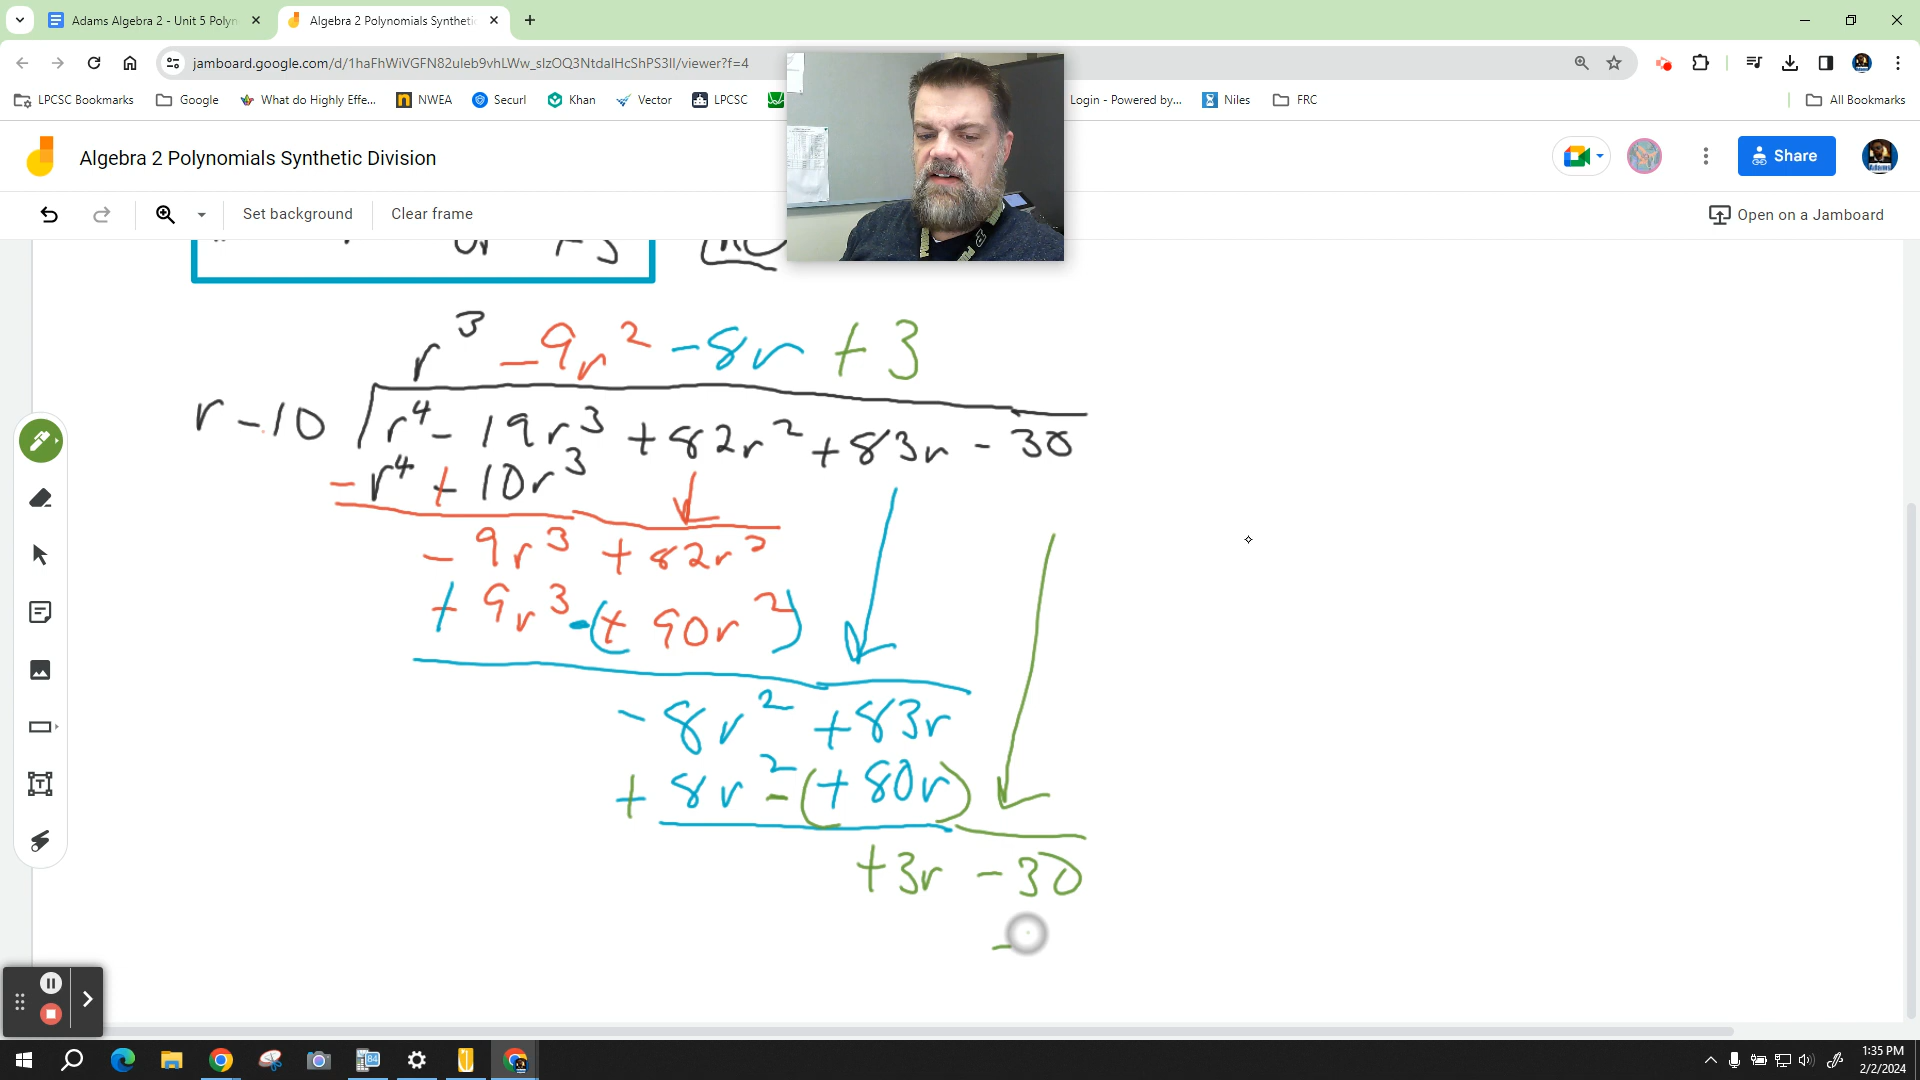 Adams Algebra 2 - Unit 5 Polyn
Algebra 2 Polynomials Syntheti
jamboard.google.com/d/1haFhWiVGFN82uleb9vhLWw_slzOQ3NtdalHcShPS3lI/viewer?f=4
LPCSC Bookmarks
Google
What do Highly Effe...
NWEA
Securl
Khan
Vector
LPCSC
Login - Powered by...
Niles
FRC
All Bookmarks
Algebra 2 Polynomials Synthetic Division
Share
Set background
Clear frame
Open on a Jamboard
r³ - 9r² - 8r + 3
r - 10 r⁴ - 19r³ + 82r² + 83r - 30
- r⁴ + 10r³
- 9r³ + 82r²
+ 9r³ - (+ 90r²)
- 8r² + 83r
+ 8r² - (+ 80r)
+3r - 30
-
84
1:35 PM
2/2/2024